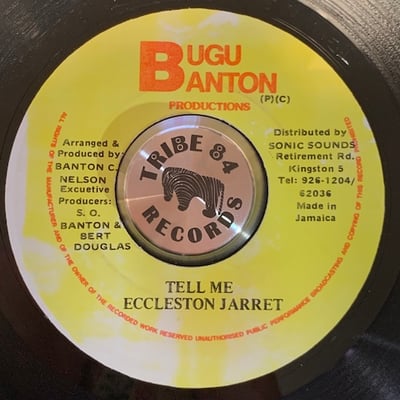 BUGU
BANTON
(P)(C)
PRODUCTIONS
Arranged &
Produced by:
BANTON C.
NELSON
Excuetive
Producers:
S. O.
BANTON &
BERT
DOUGLAS
Distributed by
SONIC SOUNDS
Retirement Rd.
Kingston 5
Tel: 926-1204/
62036
Made in
Jamaica
TRIBE 84
RECORDS
TELL ME
ECCLESTON JARRET
ALL RIGHTS OF THE MANUFACTURER AND OF THE OWNER OF THE RECORDED WORK RESERVED UNAUTHORISED PUBLIC PERFORMANCE BROADCASTING AND COPYING OF THIS RECORD PROHIBITED